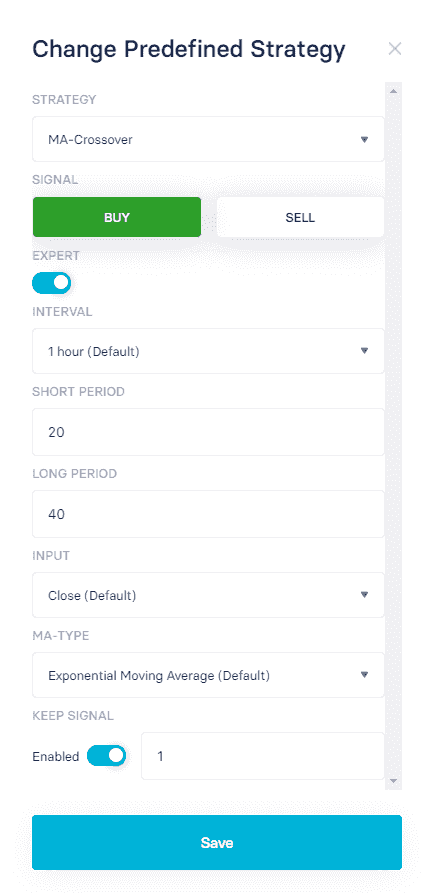 Change Predefined Strategy
STRATEGY
MA-Crossover
SIGNAL
BUY SELL
EXPERT
INTERVAL
1 hour (Default)
SHORT PERIOD
20
LONG PERIOD
40
INPUT
Close (Default)
MA-TYPE
Exponential Moving Average (Default)
KEEP SIGNAL
Enabled 1
Save